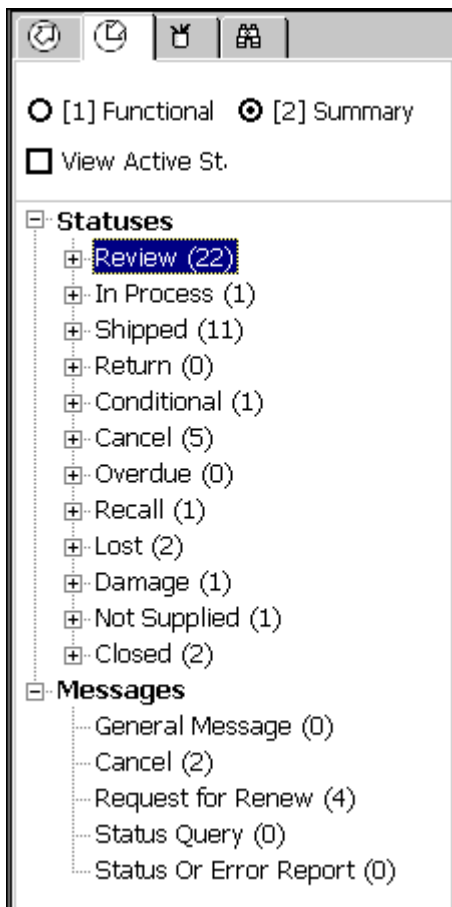 [1] Functional [2] Summary
View Active St.
Statuses
Review (22)
In Process (1)
Shipped (11)
Return (0)
Conditional (1)
Cancel (5)
Overdue (0)
Recall (1)
Lost (2)
Damage (1)
Not Supplied (1)
Closed (2)
Messages
General Message (0)
Cancel (2)
Request for Renew (4)
Status Query (0)
Status Or Error Report (0)